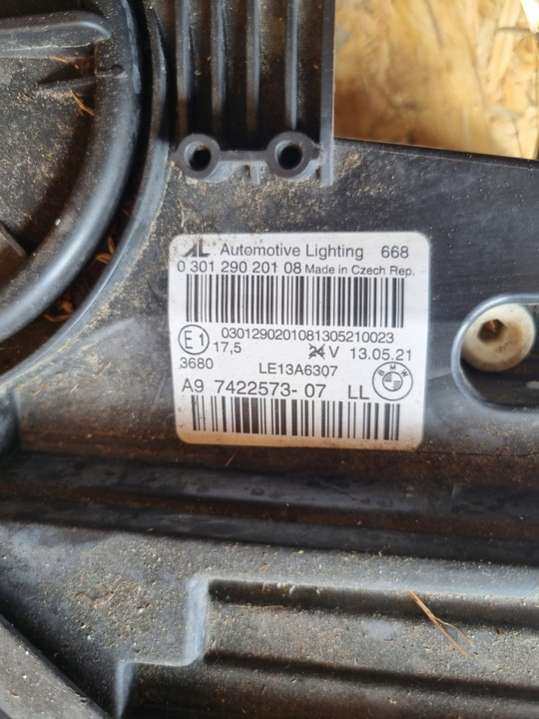 AL Automotive Lighting 668
0 301 290 201 08 Made in Czech Rep.
0301290201081305210023
E1 17,5 24 V 13.05.21
3680 LE13A6307
BMW
A9 7422573-07 LL